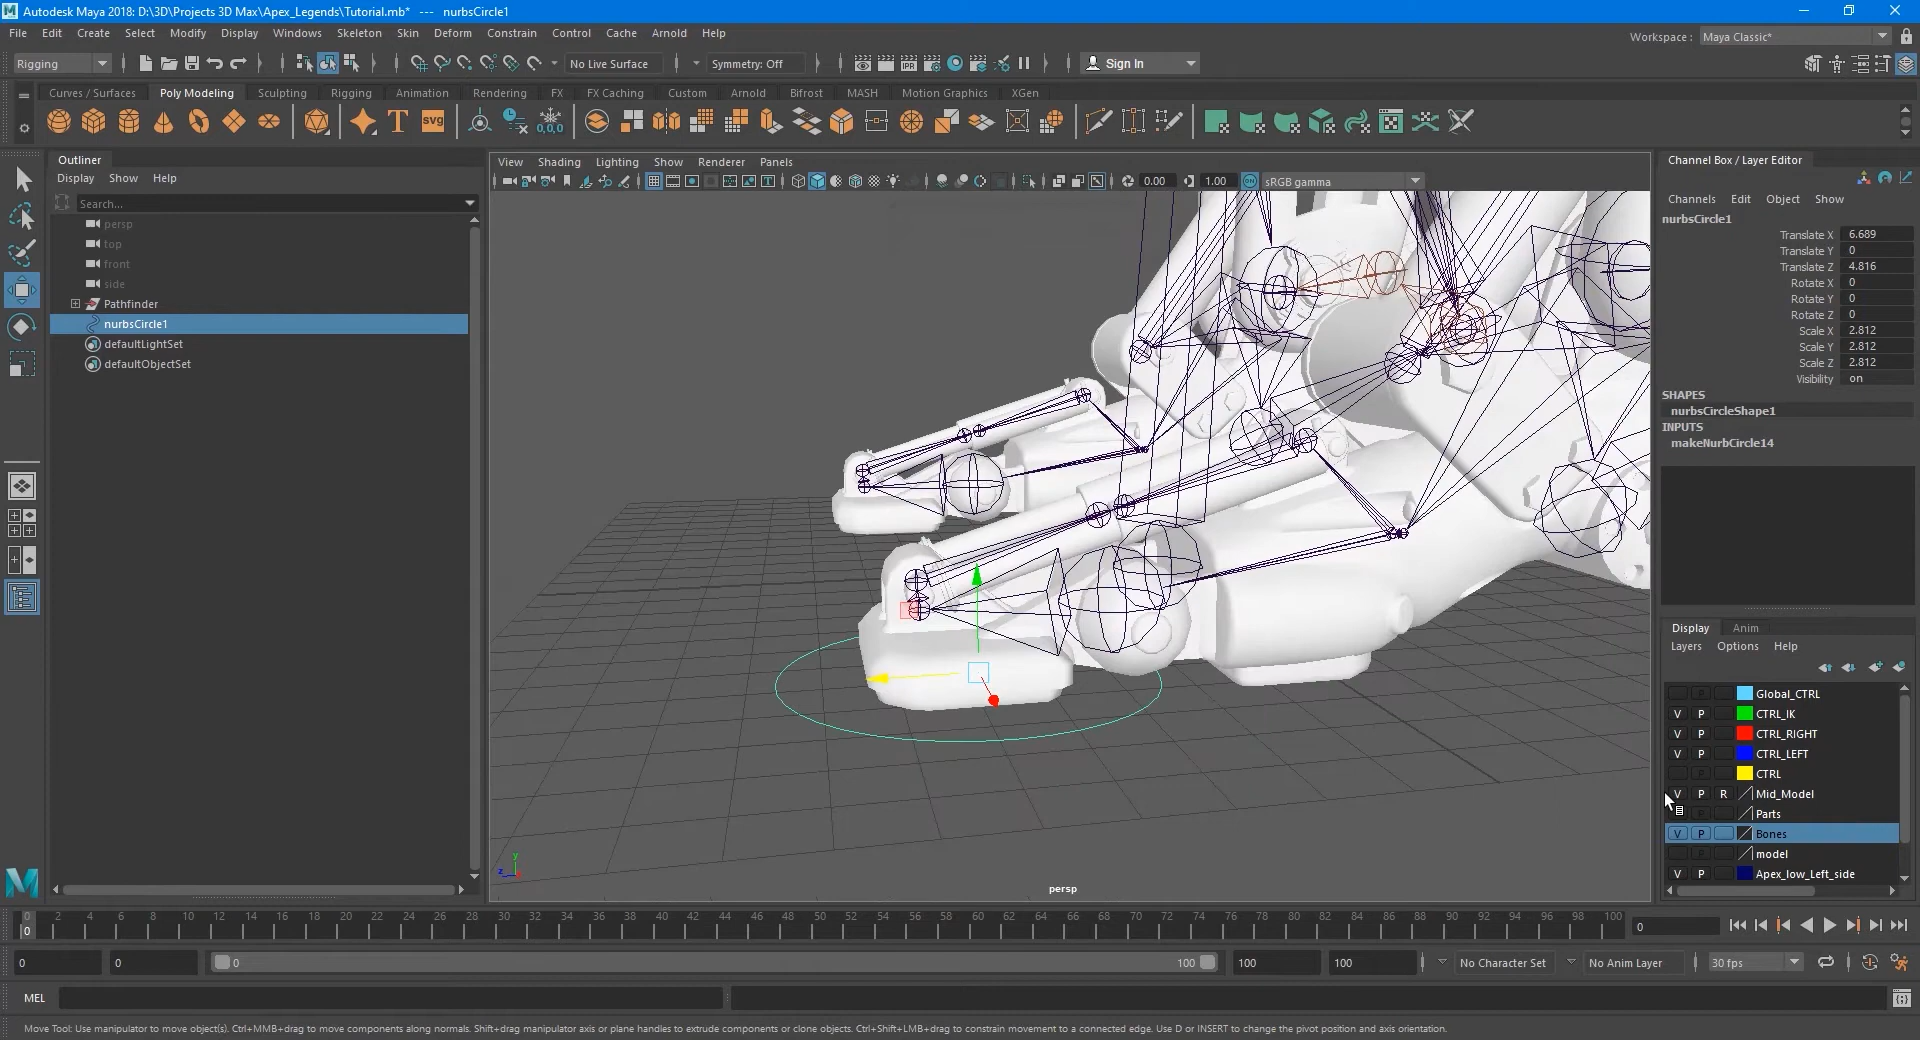 Autodesk Maya 2018: D:\3D\Projects 3D Max\Apex_Legends\Tutorial.mb* --- nurbsCircle1
File Edit Create Select Modify Display Windows Skeleton Skin Deform Constrain Control Cache Arnold Help
Workspace : Maya Classic*
Rigging No Live Surface Symmetry: Off Sign In
Curves / Surfaces Poly Modeling Sculpting Rigging Animation Rendering FX FX Caching Custom Arnold Bifrost MASH Motion Graphics XGen
T SVG 0,0,0
Outliner
Display Show Help
Search...
persp
top
front
side
Pathfinder
nurbsCircle1
defaultLightSet
defaultObjectSet
View Shading Lighting Show Renderer Panels
0.00 1.00 ON sRGB gamma
y
z
persp
Channel Box / Layer Editor
Channels Edit Object Show
nurbsCircle1
Translate X 6.689
Translate Y 0
Translate Z 4.816
Rotate X 0
Rotate Y 0
Rotate Z 0
Scale X 2.812
Scale Y 2.812
Scale Z 2.812
Visibility on
SHAPES
nurbsCircleShape1
INPUTS
makeNurbCircle14
Display Anim
Layers Options Help
P Global_CTRL
V P CTRL_IK
V P CTRL_RIGHT
V P CTRL_LEFT
CTRL
V P R Mid_Model
P Parts
V P Bones
model
V P Apex_low_Left_side
0 2 4 6 8 10 12 14 16 18 20 22 24 26 28 30 32 34 36 38 40 42 44 46 48 50 52 54 56 58 60 62 64 66 68 70 72 74 76 78 80 82 84 86 88 90 92 94 96 98 100
0 0
0 0 0 100 100 100 No Character Set No Anim Layer 30 fps
MEL
Move Tool: Use manipulator to move object(s). Ctrl+MMB+drag to move components along normals. Shift+drag manipulator axis or plane handles to extrude components or clone objects. Ctrl+Shift+LMB+drag to constrain movement to a connected edge. Use D or INSERT to change the pivot position and axis orientation.